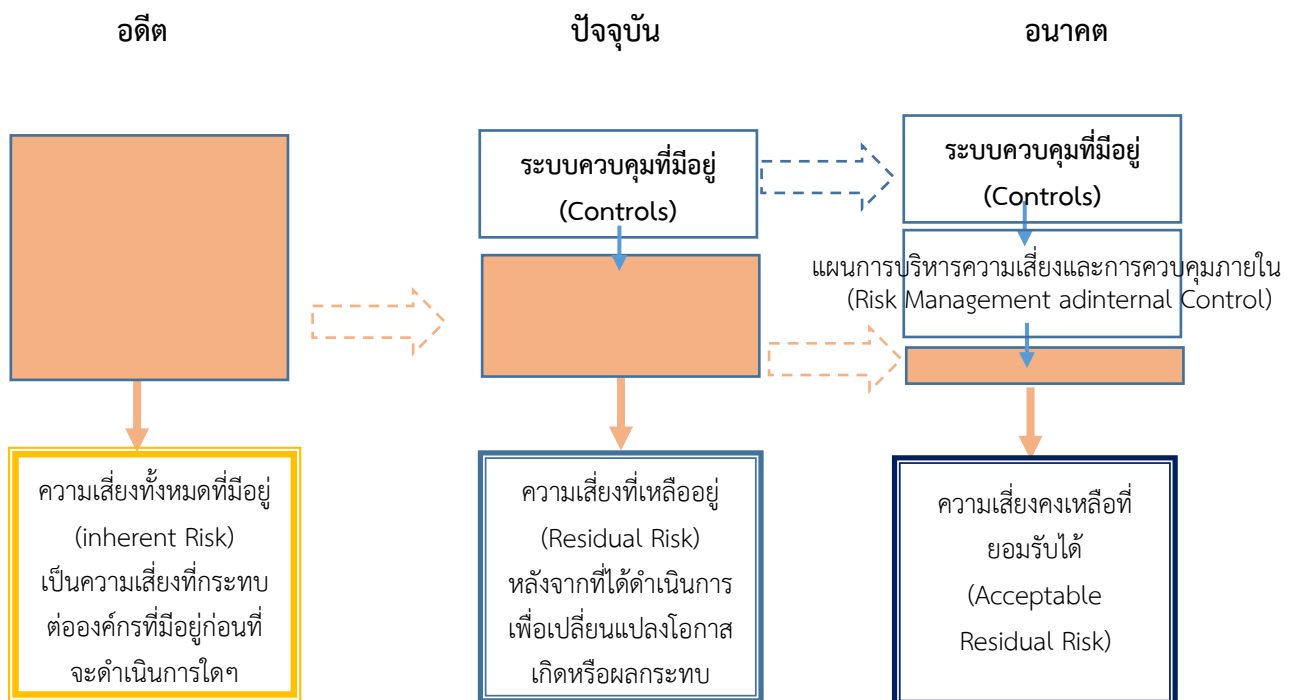 อดีต
ปัจจุบัน
อนาคต
ระบบควบคุมที่มีอยู่
(Controls)
ระบบควบคุมที่มีอยู่
(Controls)
แผนการบริหารความเสี่ยงและการควบคุมภายใน
(Risk Management adinternal Control)
ความเสี่ยงทั้งหมดที่มีอยู่
(inherent Risk)
เป็นความเสี่ยงที่กระทบ
ต่อองค์กรที่มีอยู่ก่อนที่
จะดำเนินการใดๆ
ความเสี่ยงที่เหลืออยู่
(Residual Risk)
หลังจากที่ได้ดำเนินการ
เพื่อเปลี่ยนแปลงโอกาส
เกิดหรือผลกระทบ
ความเสี่ยงคงเหลือที่
ยอมรับได้
(Acceptable
Residual Risk)